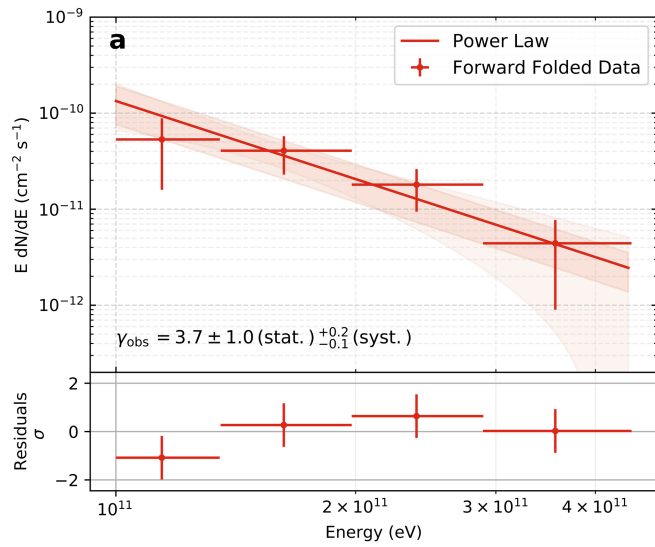 a
Power Law
Forward Folded Data
E dN/dE (cm⁻² s⁻¹)
10⁻⁹
10⁻¹⁰
10⁻¹¹
10⁻¹²
γobs = 3.7 ± 1.0 (stat.) +0.2 −0.1 (syst.)
Residuals
σ
2
0
−2
10¹¹
2 × 10¹¹
3 × 10¹¹
4 × 10¹¹
Energy (eV)